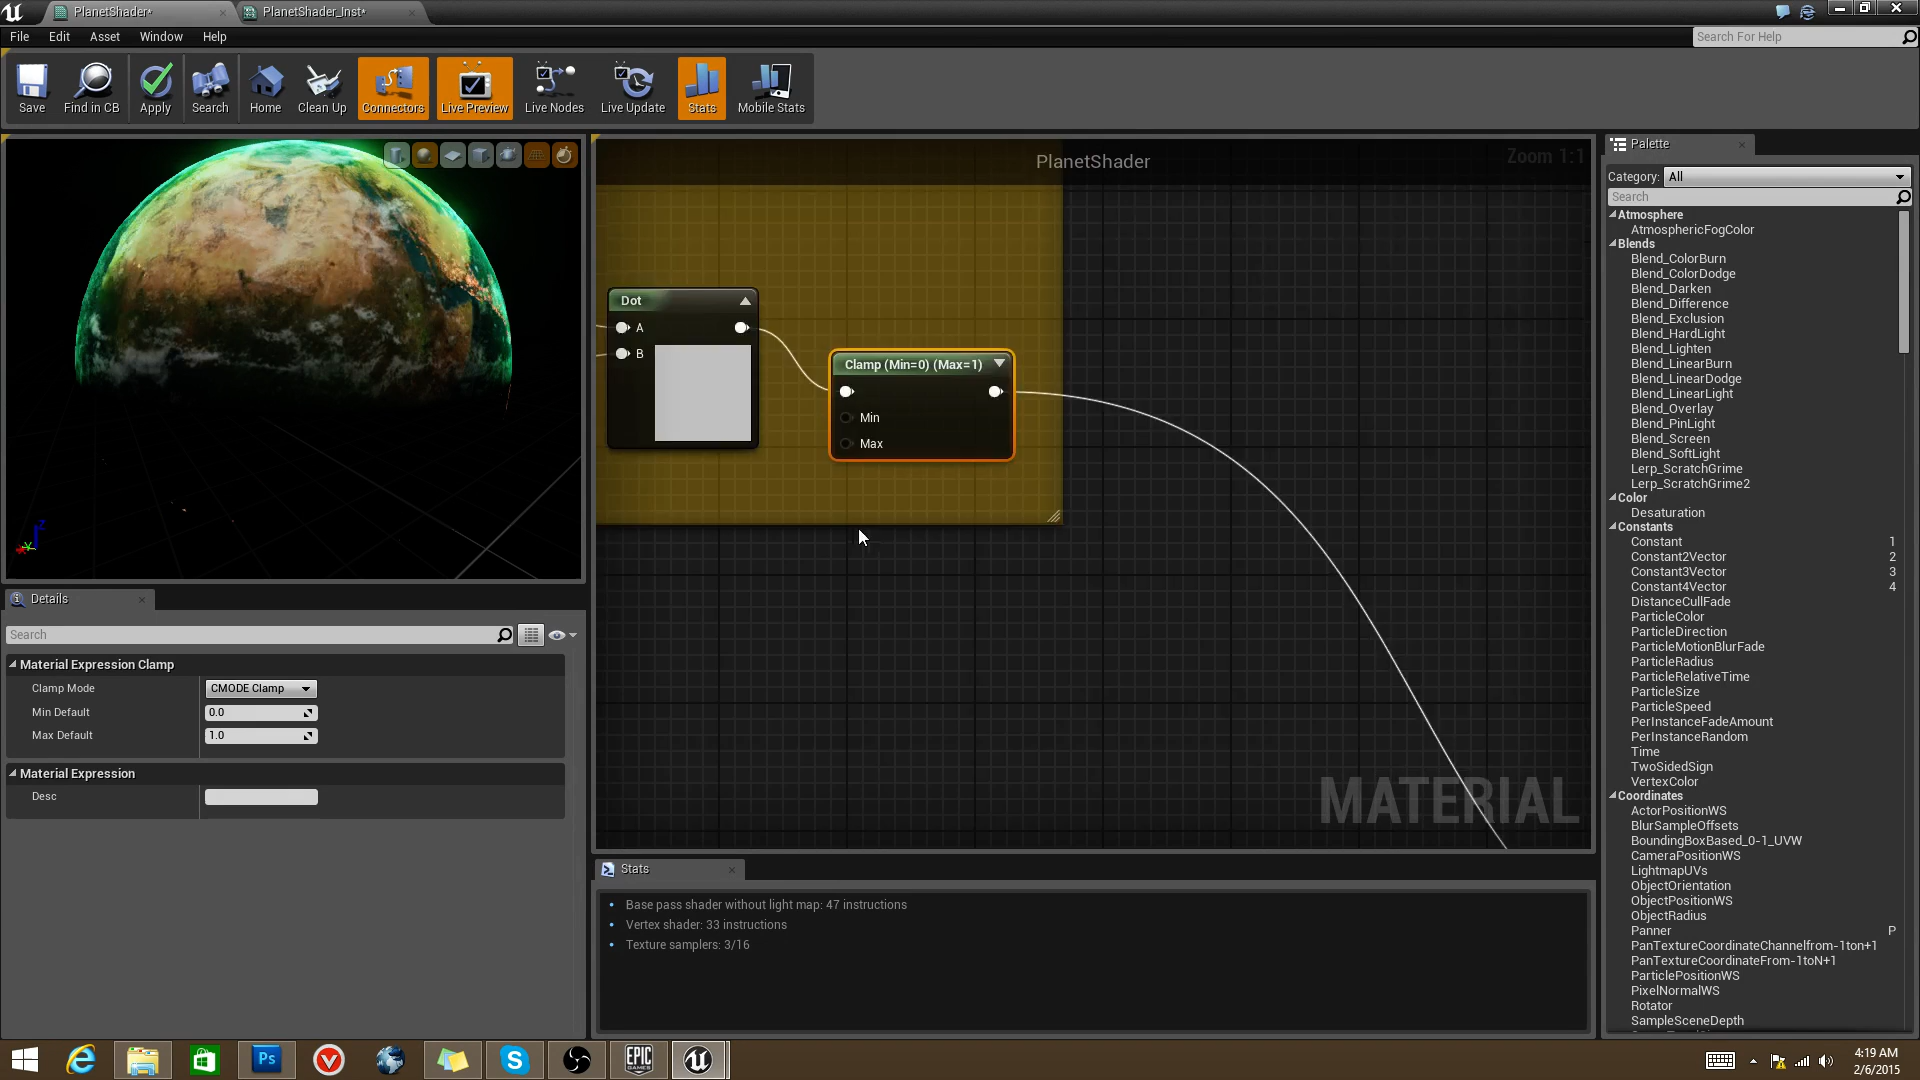 PlanetShader*
PlanetShader_Inst*
File Edit Asset Window Help
Search For Help
Save Find in CB Apply Search Home Clean Up Connectors Live Preview Live Nodes Live Update Stats Mobile Stats
PlanetShader
Zoom 1:1
Dot
A
B
Clamp (Min=0) (Max=1)
Min
Max
MATERIAL
Z
X
Y
Details
Search
Material Expression Clamp
Clamp Mode CMODE Clamp
Min Default 0.0
Max Default 1.0
Material Expression
Desc
Stats
• Base pass shader without light map: 47 instructions
• Vertex shader: 33 instructions
• Texture samplers: 3/16
Palette
Category: All
Search
Atmosphere
AtmosphericFogColor
Blends
Blend_ColorBurn
Blend_ColorDodge
Blend_Darken
Blend_Difference
Blend_Exclusion
Blend_HardLight
Blend_Lighten
Blend_LinearBurn
Blend_LinearDodge
Blend_LinearLight
Blend_Overlay
Blend_PinLight
Blend_Screen
Blend_SoftLight
Lerp_ScratchGrime
Lerp_ScratchGrime2
Color
Desaturation
Constants
Constant 1
Constant2Vector 2
Constant3Vector 3
Constant4Vector 4
DistanceCullFade
ParticleColor
ParticleDirection
ParticleMotionBlurFade
ParticleRadius
ParticleRelativeTime
ParticleSize
ParticleSpeed
PerInstanceFadeAmount
PerInstanceRandom
Time
TwoSidedSign
VertexColor
Coordinates
ActorPositionWS
BlurSampleOffsets
BoundingBoxBased_0-1_UVW
CameraPositionWS
LightmapUVs
ObjectOrientation
ObjectPositionWS
ObjectRadius
Panner P
PanTextureCoordinateChannelfrom-1ton+1
PanTextureCoordinateFrom-1toN+1
ParticlePositionWS
PixelNormalWS
Rotator
SampleSceneDepth
Ps
EPIC
GAMES
4:19 AM
2/6/2015